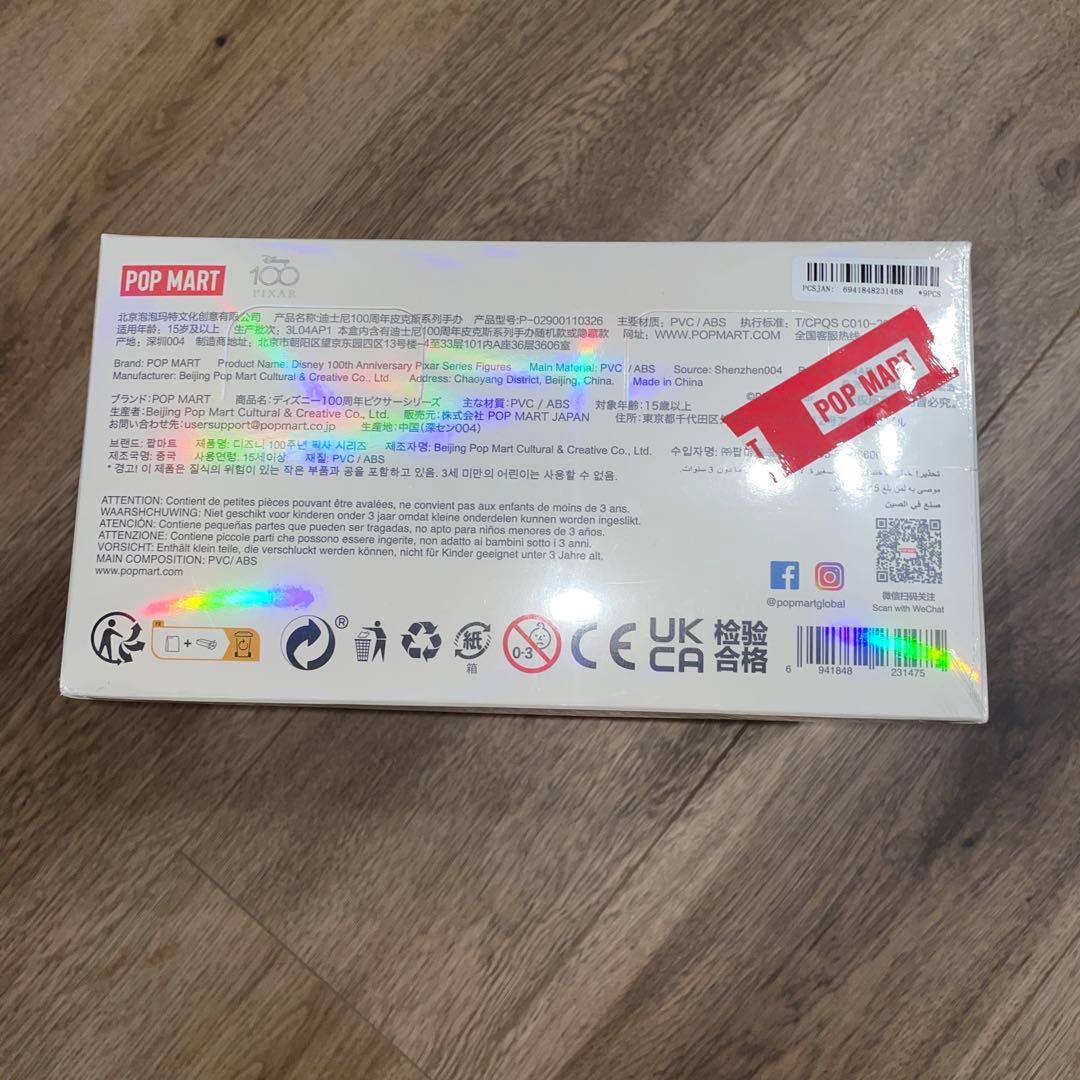 POP MART
Disney
100
PIXAR
PCSJAN: 6941848231468 *9PCS
北京泡泡玛特文化创意有限公司 产品名称:迪士尼100周年皮克斯系列手办 产品型号:P-02900110326 主要材质: PVC / ABS 执行标准: T/CPQS C010-
适用年龄: 15岁及以上 生产批次: 3L04AP1 本盒内含有迪士尼100周年皮克斯系列手办随机款或隐藏款 网址: WWW.POPMART.COM 全国客服热线
产地: 深圳004 制造商地址: 北京市朝阳区望京东园四区13号楼-4至33层101内A座36层3606室
Brand: POP MART Product Name: Disney 100th Anniversary Pixar Series Figures Main Material: PVC / ABS Source: Shenzhen004
Manufacturer: Beijing Pop Mart Cultural & Creative Co., Ltd. Address: Chaoyang District, Beijing, China. Made in China
ブランド: POP MART 商品名: ディズニー100周年ピクサーシリーズ 主な材質: PVC / ABS 対象年齢: 15歳以上
生産者: Beijing Pop Mart Cultural & Creative Co., Ltd. 販売元: 株式会社 POP MART JAPAN 住所: 東京都千代田区
お問い合わせ先: usersupport@popmart.co.jp 生産地: 中国(深セン004)
브랜드: 팝마트 제품명: 디즈니 100주년 픽사 시리즈 제조자명: Beijing Pop Mart Cultural & Creative Co., Ltd. 수입자명: ㈜팝마
제조국명: 중국 사용연령: 15세이상 재질: PVC / ABS
* 경고! 이 제품은 질식의 위험이 있는 작은 부품과 공을 포함하고 있음. 3세 미만의 어린이는 사용할 수 없음.
POP MART
تحذير!
دون 3 سنوات.
صنع في الصين
ATTENTION: Contient de petites pièces pouvant être avalées, ne convient pas aux enfants de moins de 3 ans.
WAARSHCHUWING: Niet geschikt voor kinderen onder 3 jaar omdat kleine onderdelen kunnen worden ingeslikt.
ATENCIÓN: Contiene pequeñas partes que pueden ser tragadas, no apto para niños menores de 3 años.
ATTENZIONE: Contiene piccole parti che possono essere ingerite, non adatto ai bambini sotto i 3 anni.
VORSICHT: Enthält klein teile, die verschluckt werden können, nicht für Kinder geeignet unter 3 Jahre alt.
MAIN COMPOSITION: PVC/ ABS
www.popmart.com
@popmartglobal
微信扫码关注
Scan with WeChat
FR
+
®
紙
箱
0-3
CE
UK
CA
检验
合格
6 941848 231475